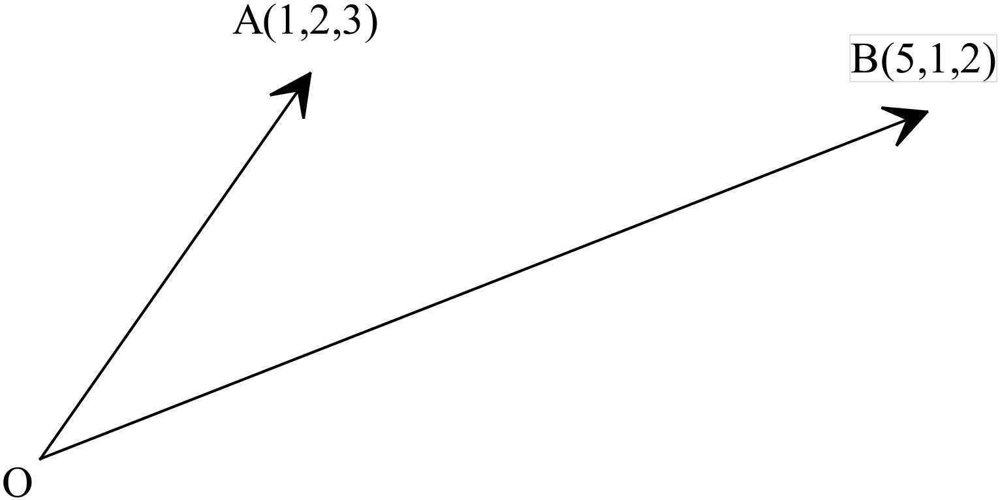 A(1,2,3)
B(5,1,2)
O